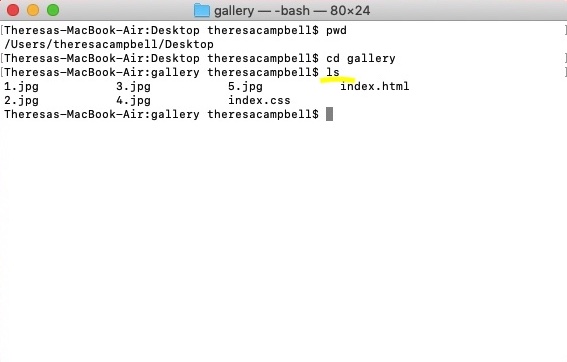 gallery — -bash — 80×24
[Theresas-MacBook-Air:Desktop theresacampbell$ pwd ]
/Users/theresacampbell/Desktop
[Theresas-MacBook-Air:Desktop theresacampbell$ cd gallery ]
[Theresas-MacBook-Air:gallery theresacampbell$ ls ]
1.jpg 3.jpg 5.jpg index.html
2.jpg 4.jpg index.css
Theresas-MacBook-Air:gallery theresacampbell$